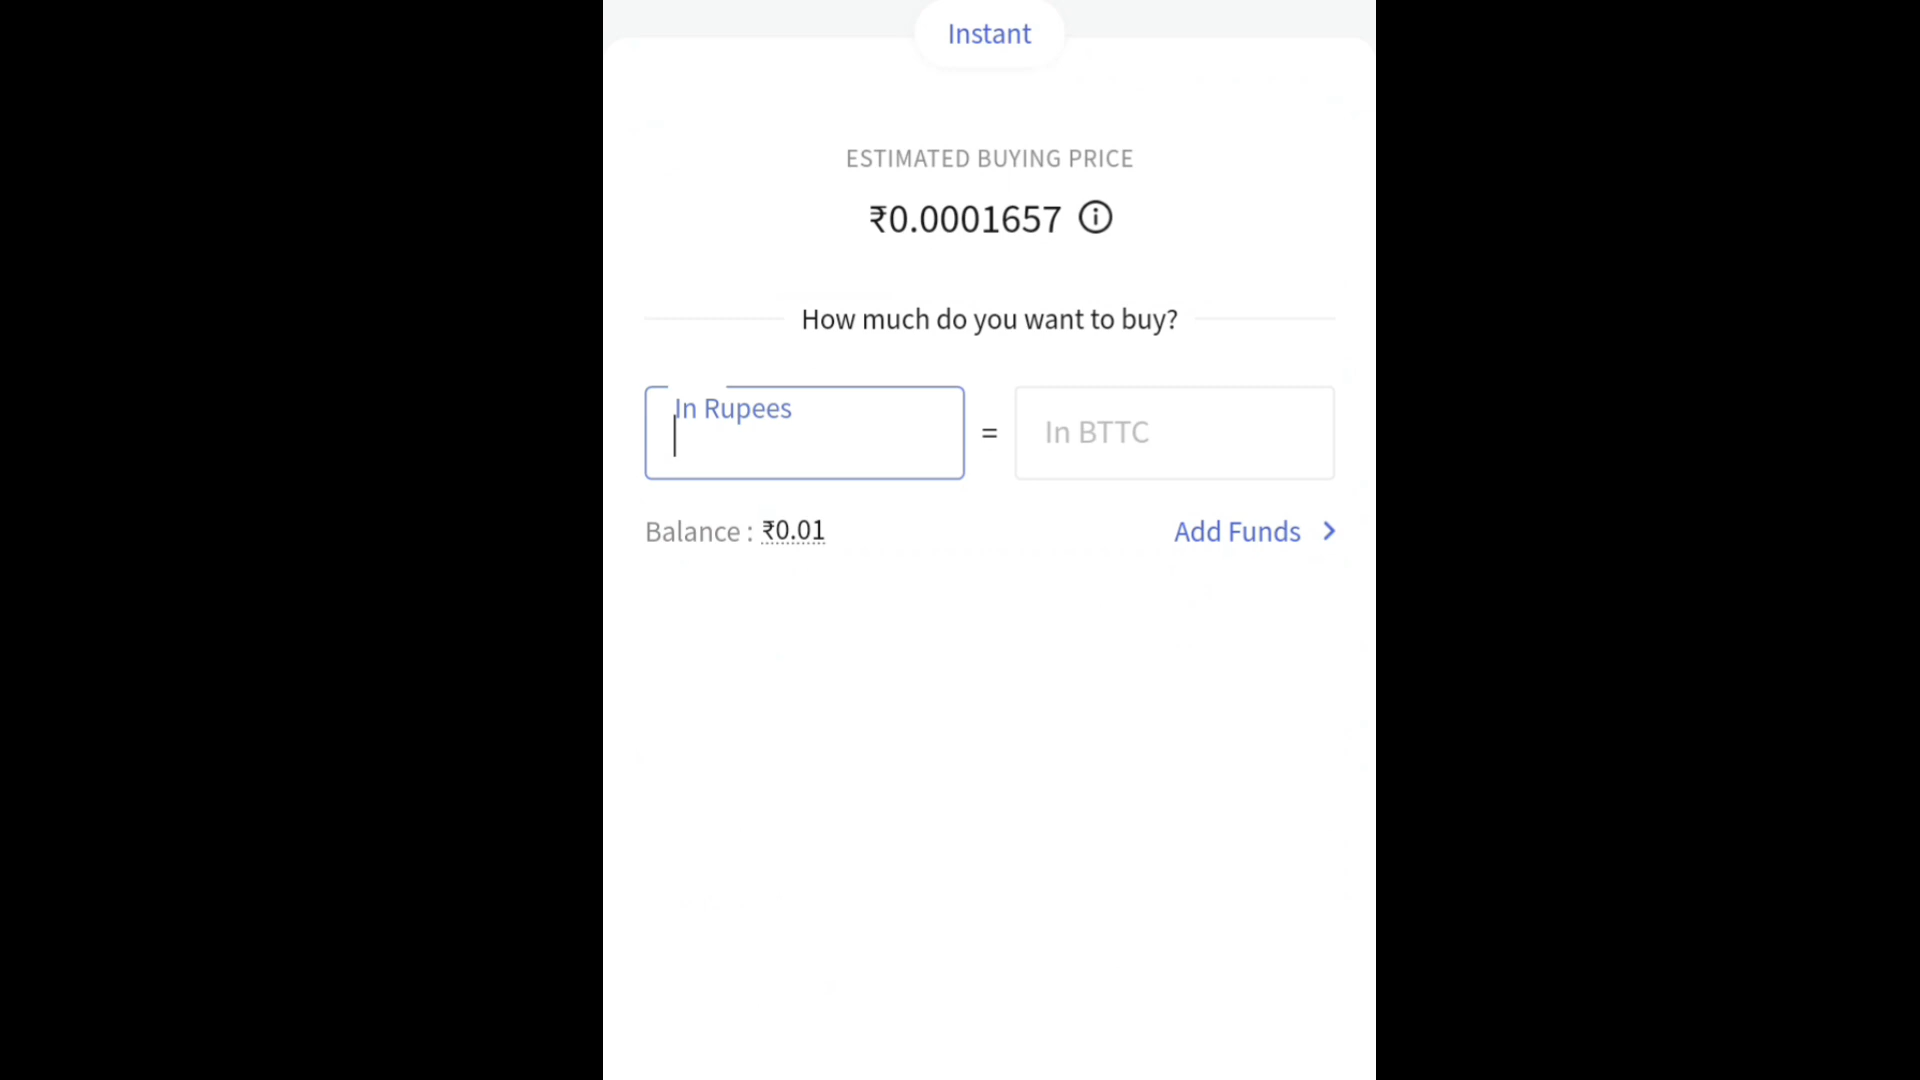 Instant
ESTIMATED BUYING PRICE
₹0.0001657
How much do you want to buy?
In Rupees = In BTTC
Balance : ₹0.01 Add Funds